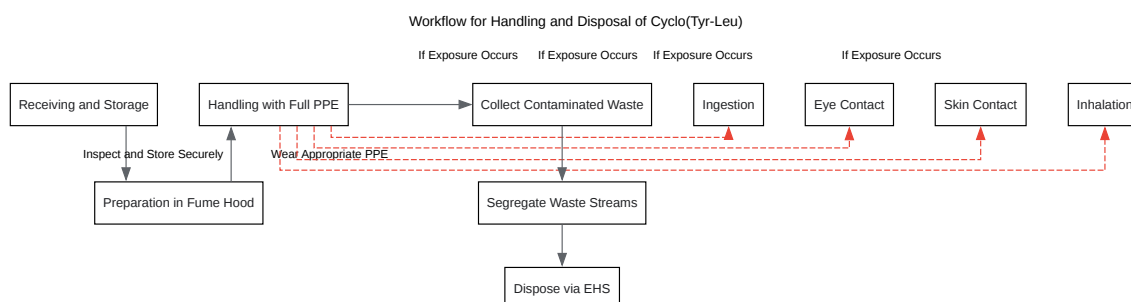 Workflow for Handling and Disposal of Cyclo(Tyr-Leu)
If Exposure Occurs
If Exposure Occurs
If Exposure Occurs
If Exposure Occurs
Receiving and Storage
Handling with Full PPE
Collect Contaminated Waste
Ingestion
Eye Contact
Skin Contact
Inhalation
Inspect and Store Securely
Wear Appropriate PPE
Preparation in Fume Hood
Segregate Waste Streams
Dispose via EHS